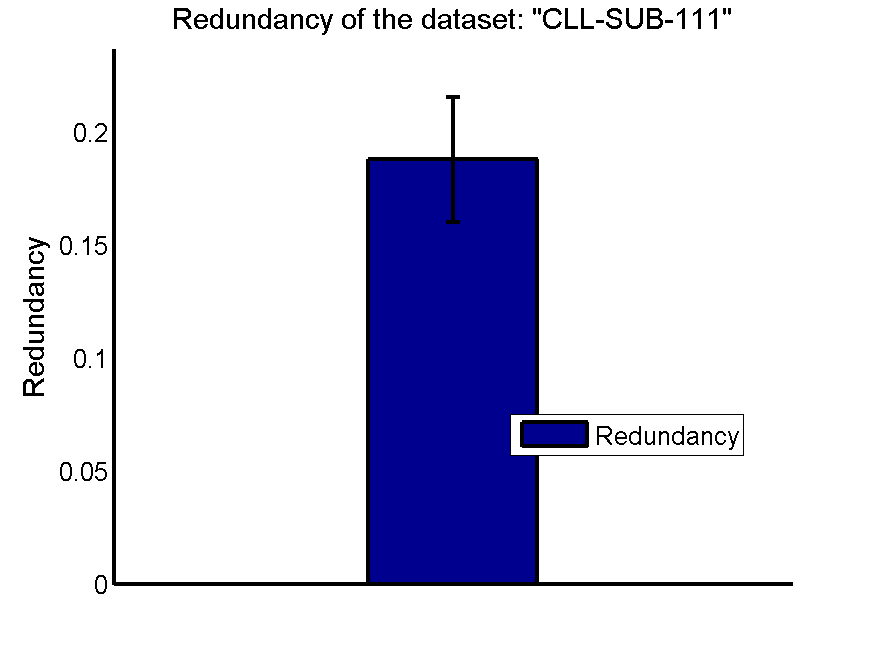 Redundancy of the dataset: "CLL-SUB-111"
0.2
0.15
0.1
0.05
0
Redundancy
Redundancy